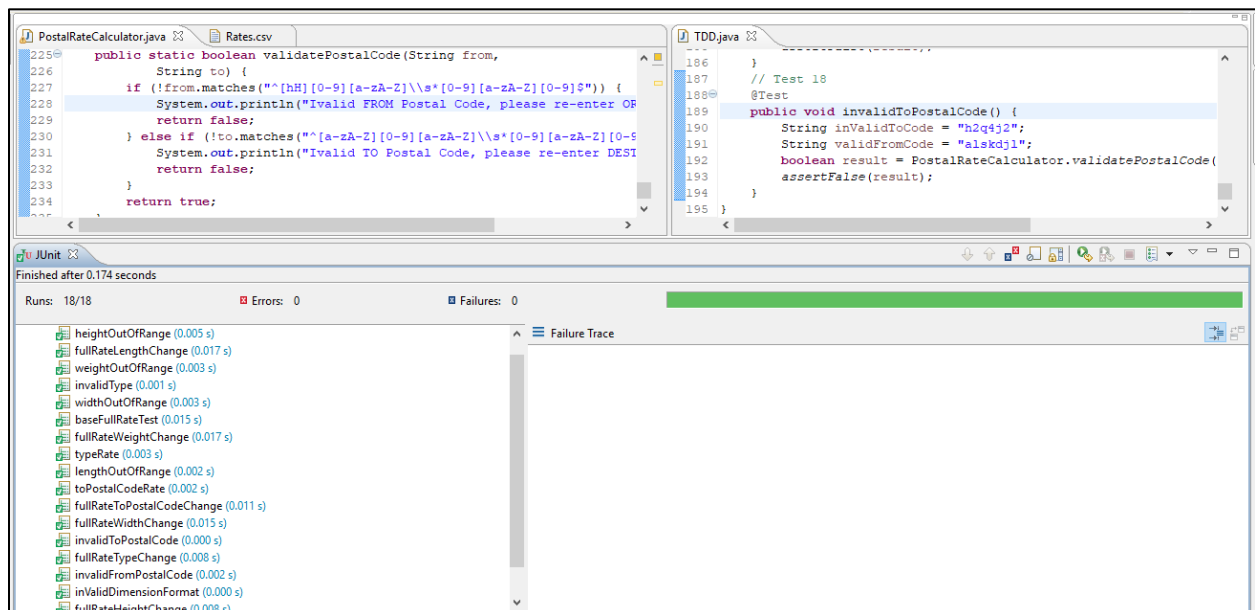 PostalRateCalculator.java
Rates.csv
225 public static boolean validatePostalCode(String from,
226 String to) {
227 if (!from.matches("^[hH][0-9][a-zA-Z]\\s*[0-9][a-zA-Z][0-9]$")) {
228 System.out.println("Ivalid FROM Postal Code, please re-enter OR
229 return false;
230 } else if (!to.matches("^[a-zA-Z][0-9][a-zA-Z]\\s*[0-9][a-zA-Z][0-9
231 System.out.println("Ivalid TO Postal Code, please re-enter DEST
232 return false;
233 }
234 return true;
TDD.java
186 }
187 // Test 18
188 @Test
189 public void invalidToPostalCode() {
190 String inValidToCode = "h2q4j2";
191 String validFromCode = "alskdjl";
192 boolean result = PostalRateCalculator.validatePostalCode(
193 assertFalse(result);
194 }
195 }
JUnit
Finished after 0.174 seconds
Runs: 18/18 Errors: 0 Failures: 0
heightOutOfRange (0.005 s)
fullRateLengthChange (0.017 s)
weightOutOfRange (0.003 s)
invalidType (0.001 s)
widthOutOfRange (0.003 s)
baseFullRateTest (0.015 s)
fullRateWeightChange (0.017 s)
typeRate (0.003 s)
lengthOutOfRange (0.002 s)
toPostalCodeRate (0.002 s)
fullRateToPostalCodeChange (0.011 s)
fullRateWidthChange (0.015 s)
invalidToPostalCode (0.000 s)
fullRateTypeChange (0.008 s)
invalidFromPostalCode (0.002 s)
inValidDimensionFormat (0.000 s)
fullRateHeightChange (0.008 s)
Failure Trace